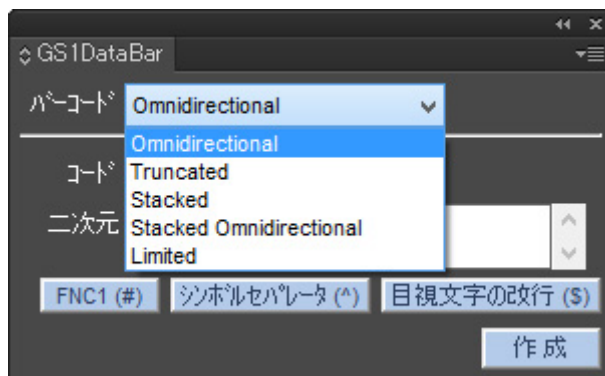 GS1DataBar
バーコード Omnidirectional
Omnidirectional
コード Truncated
Stacked
二次元 Stacked Omnidirectional
Limited
FNC1 (#) シンボルセパレータ (^) 目視文字の改行 ($)
作成